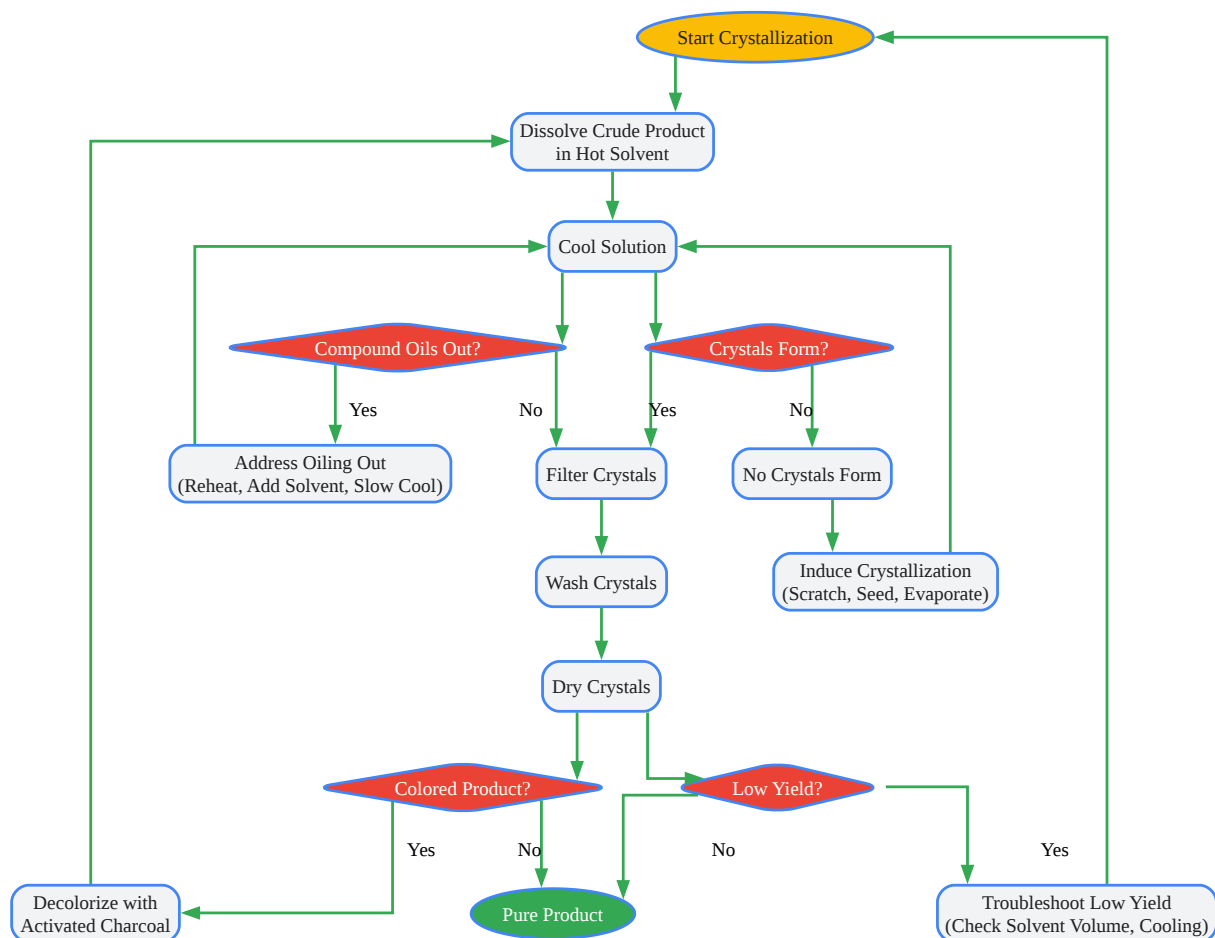 Start Crystallization
Dissolve Crude Product
in Hot Solvent
Cool Solution
Compound Oils Out?
Crystals Form?
Yes
No
Yes
No
Address Oiling Out
(Reheat, Add Solvent, Slow Cool)
Filter Crystals
No Crystals Form
Wash Crystals
Induce Crystallization
(Scratch, Seed, Evaporate)
Dry Crystals
Colored Product?
Low Yield?
Yes
No
No
Yes
Decolorize with
Activated Charcoal
Pure Product
Troubleshoot Low Yield
(Check Solvent Volume, Cooling)